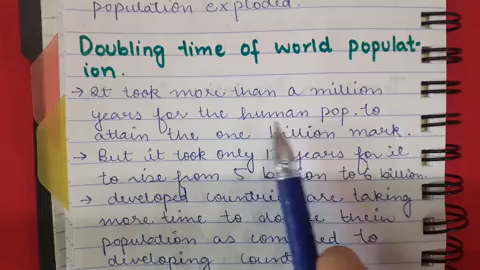 population exploded.
Doubling time of world populat-
ion.
→ It took more than a million
years for the human pop. to
attain the one billion mark.
→ But it took only years for it
to rise from 5 billion to 6 billion.
→ developed countries are taking
more time to double their
population as compared to
developing